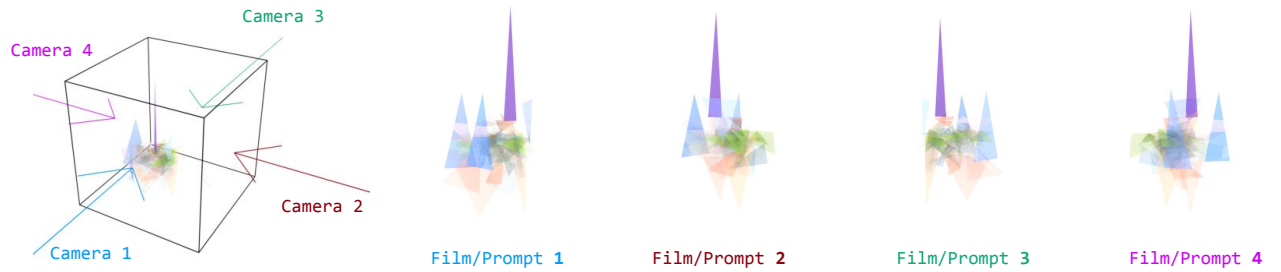 Camera 3
Camera 4
Camera 2
Camera 1
Film/Prompt 1
Film/Prompt 2
Film/Prompt 3
Film/Prompt 4